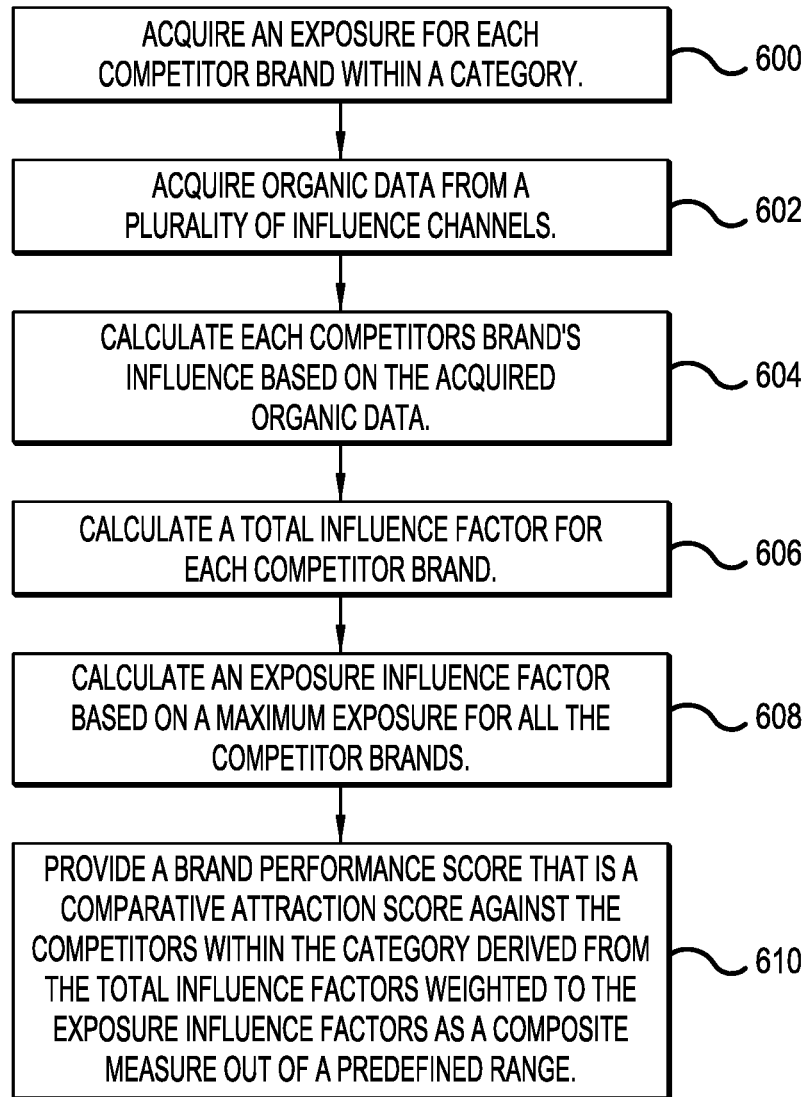 ACQUIRE AN EXPOSURE FOR EACH
COMPETITOR BRAND WITHIN A CATEGORY.
600
ACQUIRE ORGANIC DATA FROM A
PLURALITY OF INFLUENCE CHANNELS.
602
CALCULATE EACH COMPETITORS BRAND'S
INFLUENCE BASED ON THE ACQUIRED
ORGANIC DATA.
604
CALCULATE A TOTAL INFLUENCE FACTOR FOR
EACH COMPETITOR BRAND.
606
CALCULATE AN EXPOSURE INFLUENCE FACTOR
BASED ON A MAXIMUM EXPOSURE FOR ALL THE
COMPETITOR BRANDS.
608
PROVIDE A BRAND PERFORMANCE SCORE THAT IS A
COMPARATIVE ATTRACTION SCORE AGAINST THE
COMPETITORS WITHIN THE CATEGORY DERIVED FROM
THE TOTAL INFLUENCE FACTORS WEIGHTED TO THE
EXPOSURE INFLUENCE FACTORS AS A COMPOSITE
MEASURE OUT OF A PREDEFINED RANGE.
610